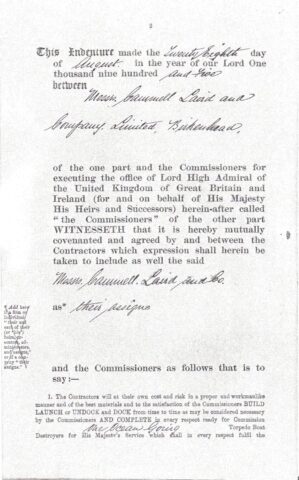 2
This Indenture made the Twenty Eighth day
of August in the year of our Lord One
thousand nine hundred and five
between
Messrs. Cammell Laird and
Company Limited, Birkenhead,
of the one part and the Commissioners for
executing the office of Lord High Admiral of
the United Kingdom of Great Britain and
Ireland (for and on behalf of His Majesty
His Heirs and Successors) herein-after called
"the Commissioners" of the other part
WITNESSETH that it is hereby mutually
covenanted and agreed by and between the
Contractors which expression shall herein be
taken to include as well the said
Messrs. Cammell. Laird, and Co.
as* their assigns
and the Commissioners as follows that is to
say:—
1. The Contractors will at their own cost and risk in a proper and workmanlike
manner and of the best materials and to the satisfaction of the Commissioners BUILD
LAUNCH or UNDOCK and DOCK from time to time as may be considered necessary
by the Commissioners AND COMPLETE in every respect ready for Commission
One Ocean Going Torpedo Boat
Destroyers for His Majesty's Service which shall in every respect fulfil the